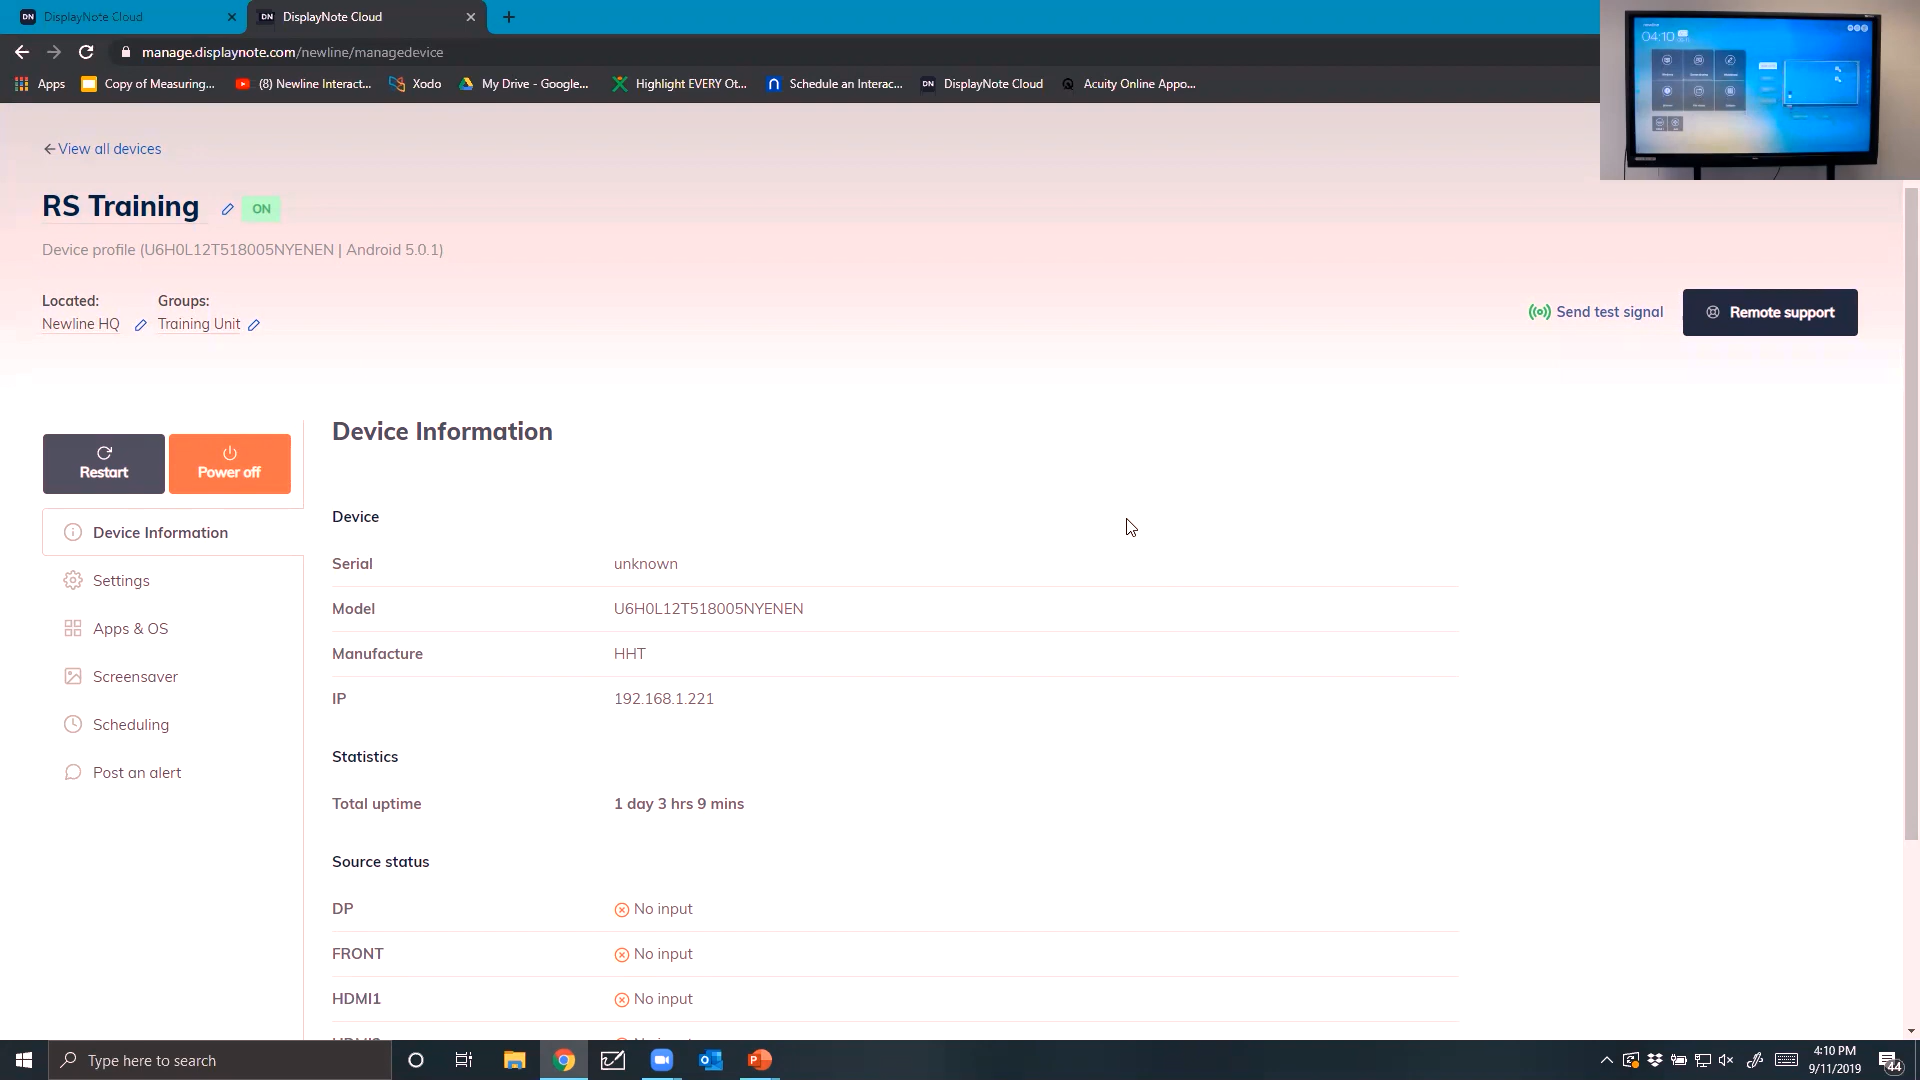 DN DisplayNote Cloud
DN DisplayNote Cloud
manage.displaynote.com/newline/managedevice
Apps
Copy of Measuring...
(8) Newline Interact...
Xodo
My Drive - Google...
Highlight EVERY Ot...
Schedule an Interac...
DN DisplayNote Cloud
Acuity Online Appo...
04:10
View all devices
RS Training
ON
Device profile (U6H0L12T518005NYENEN | Android 5.0.1)
Located:
Groups:
Newline HQ
Training Unit
Send test signal
Remote support
Restart
Power off
Device Information
Settings
Apps & OS
Screensaver
Scheduling
Post an alert
Device Information
Device
Serial unknown
Model U6H0L12T518005NYENEN
Manufacture HHT
IP 192.168.1.221
Statistics
Total uptime 1 day 3 hrs 9 mins
Source status
DP No input
FRONT No input
HDMI1 No input
Type here to search
4:10 PM
9/11/2019
44